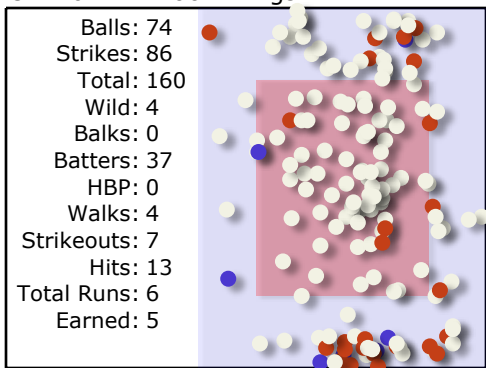 Balls: 74
Strikes: 86
Total: 160
Wild: 4
Balks: 0
Batters: 37
HBP: 0
Walks: 4
Strikeouts: 7
Hits: 13
Total Runs: 6
Earned: 5